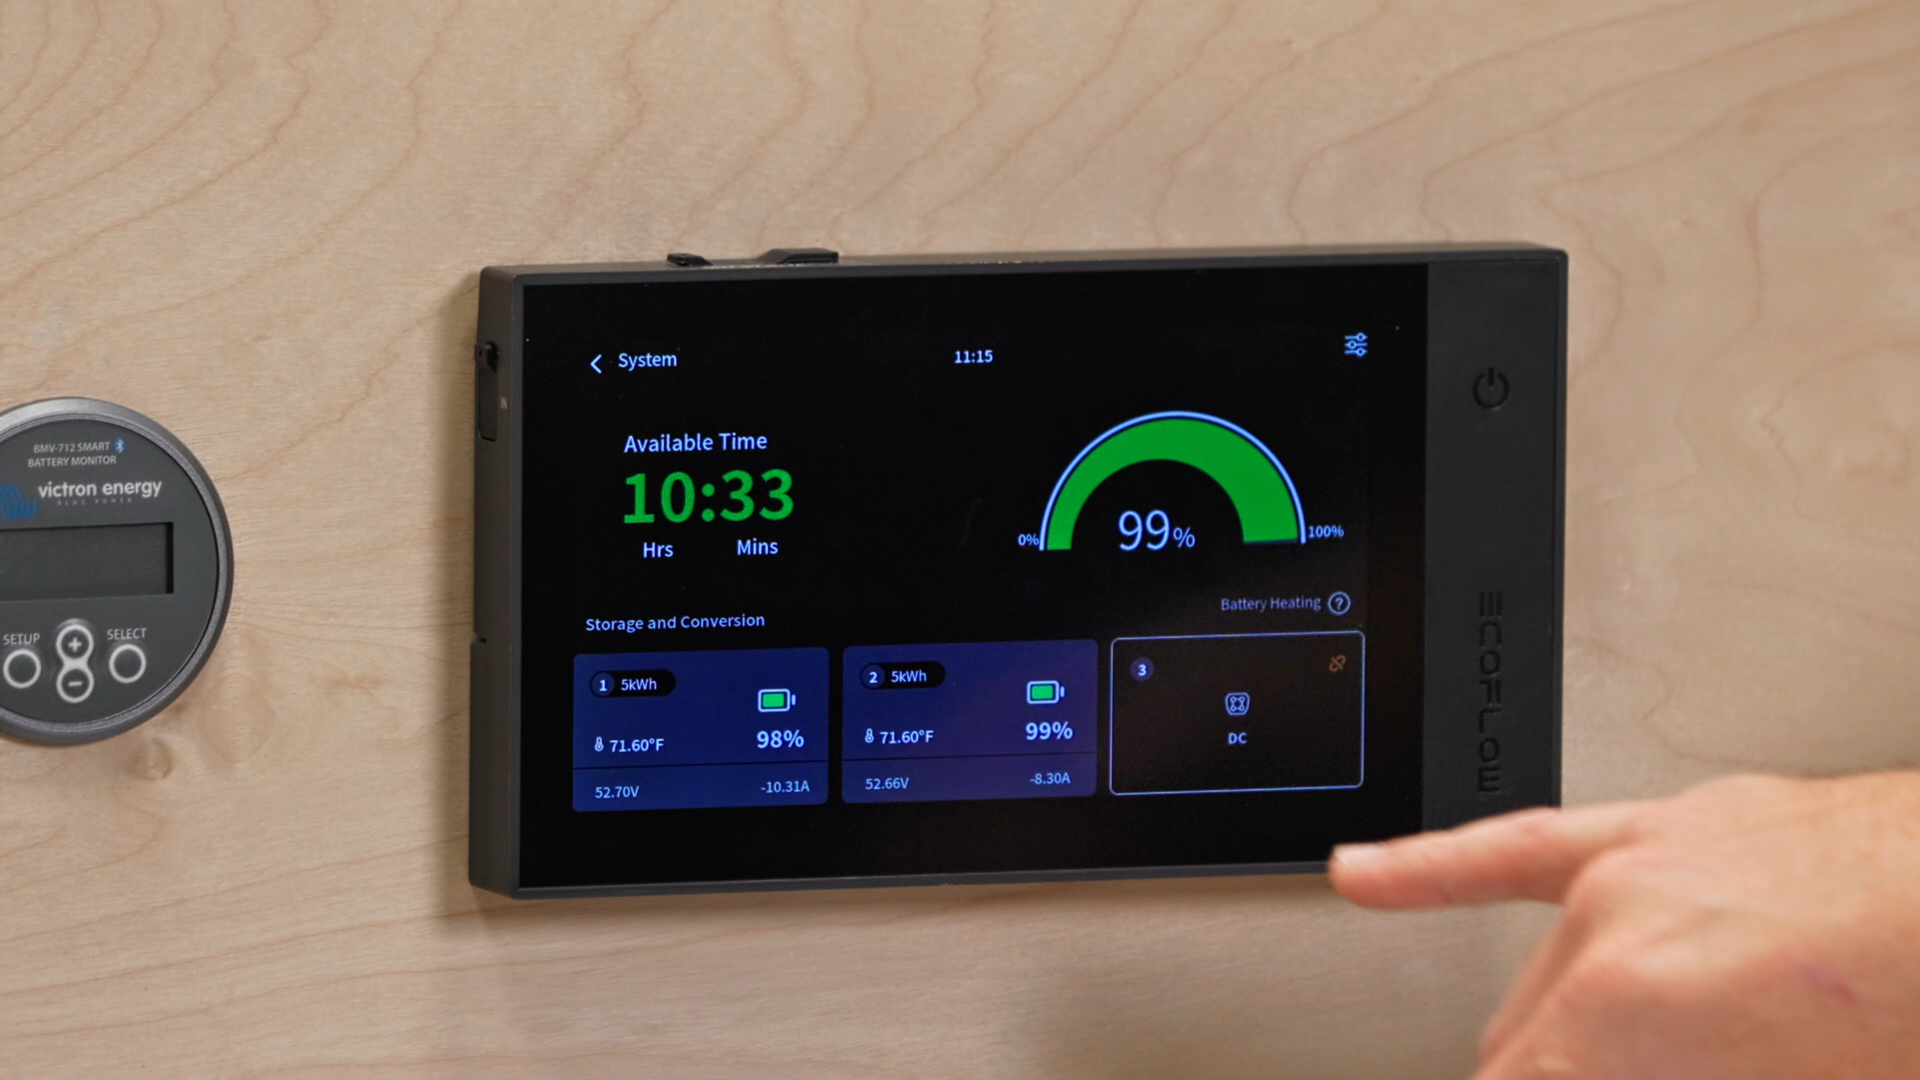 BMV-712 SMART
BATTERY MONITOR
victron energy
BLUE POWER
SETUP
+
SELECT
−
System
11:15
Available Time
10:33
Hrs Mins
0%
99%
100%
Battery Heating ?
Storage and Conversion
1 5kWh
71.60°F
98%
52.70V
-10.31A
2 5kWh
71.60°F
99%
52.66V
-8.30A
3
DC
ECOFLOW